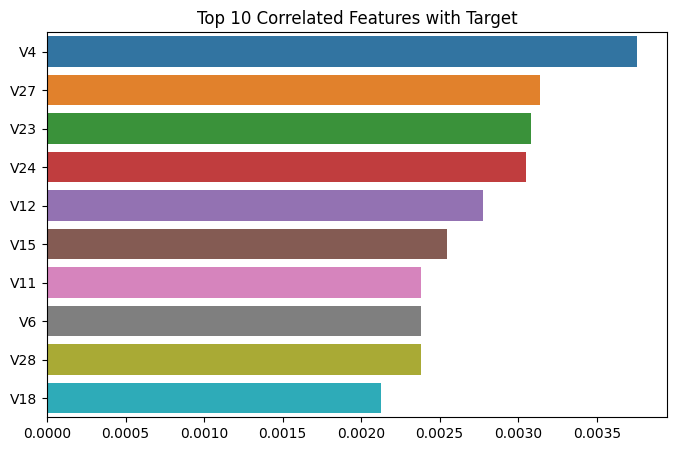 Top 10 Correlated Features with Target
V4
V27
V23
V24
V12
V15
V11
V6
V28
V18
0.0000 0.0005 0.0010 0.0015 0.0020 0.0025 0.0030 0.0035